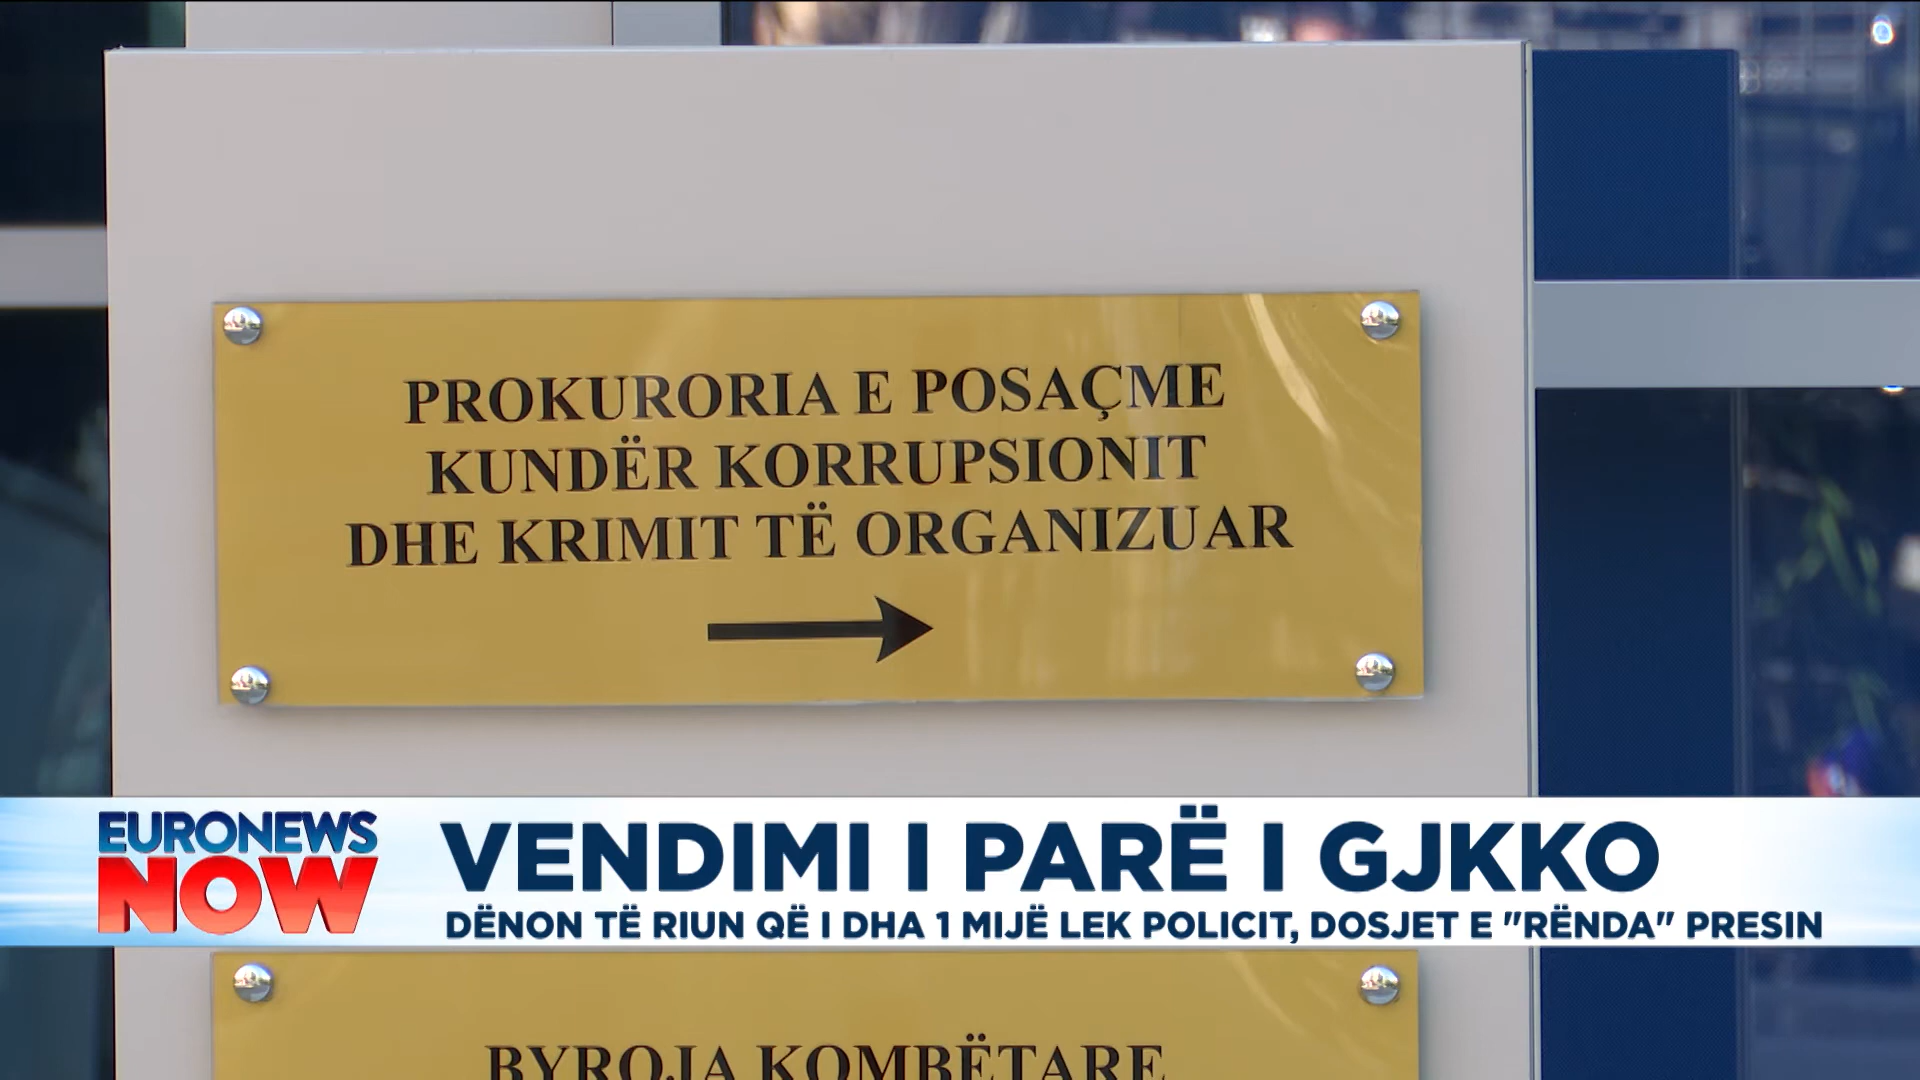 PROKURORIA E POSAÇME
KUNDËR KORRUPSIONIT
DHE KRIMIT TË ORGANIZUAR
EURONEWS
NOW
VENDIMI I PARË I GJKKO
DËNON TË RIUN QË I DHA 1 MIJË LEK POLICIT, DOSJET E "RËNDA" PRESIN
BYROJA KOMBËTARE